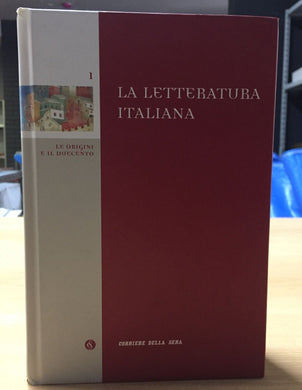 1
LE ORIGINI
E IL DUECENTO
LA LETTERATURA
ITALIANA
CORRIERE DELLA SERA